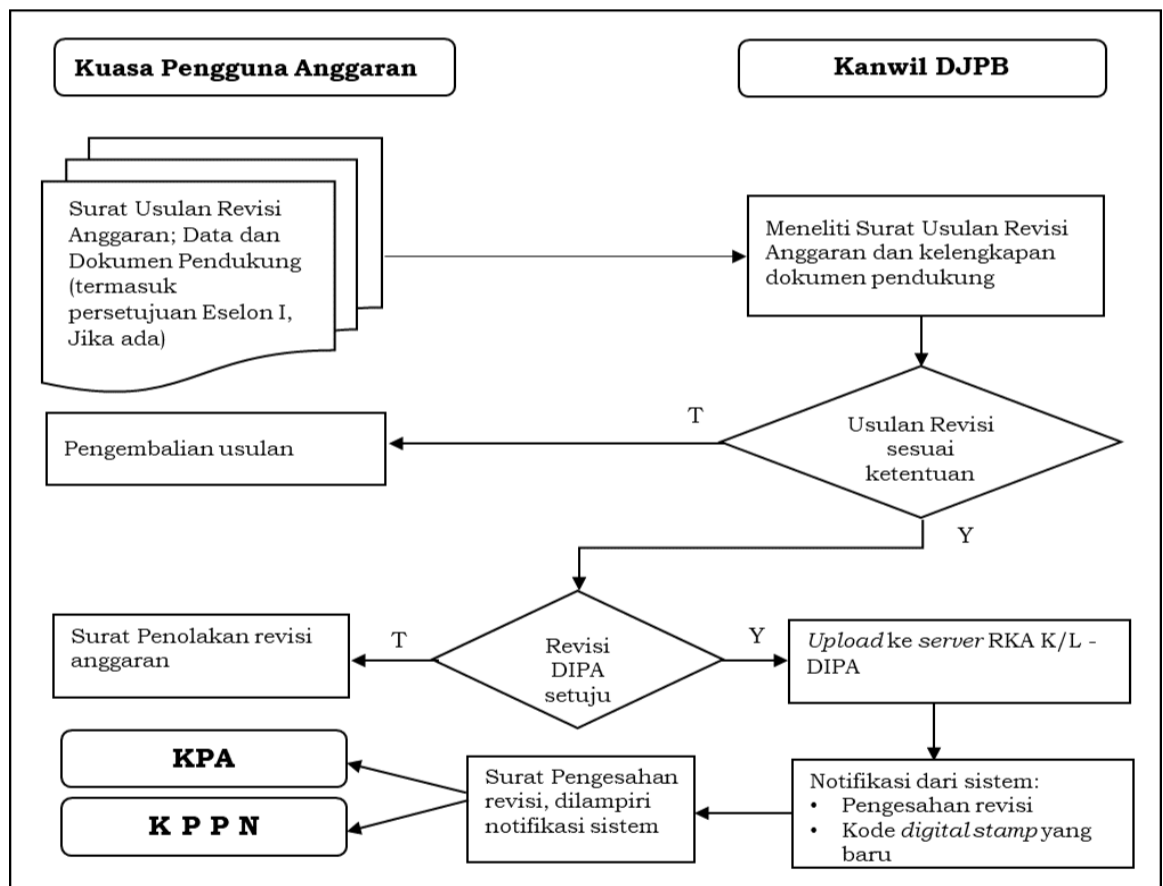 Kuasa Pengguna Anggaran
Kanwil DJPB
Surat Usulan Revisi
Anggaran; Data dan
Dokumen Pendukung
(termasuk
persetujuan Eselon I,
Jika ada)
Meneliti Surat Usulan Revisi
Anggaran dan kelengkapan
dokumen pendukung
T
Usulan Revisi
sesuai
ketentuan
Pengembalian usulan
Y
Surat Penolakan revisi
anggaran
T
Revisi
DIPA
setuju
Y
Upload ke server RKA K/L -
DIPA
KPA
K P P N
Surat Pengesahan
revisi, dilampiri
notifikasi sistem
Notifikasi dari sistem:
• Pengesahan revisi
• Kode digital stamp yang
baru